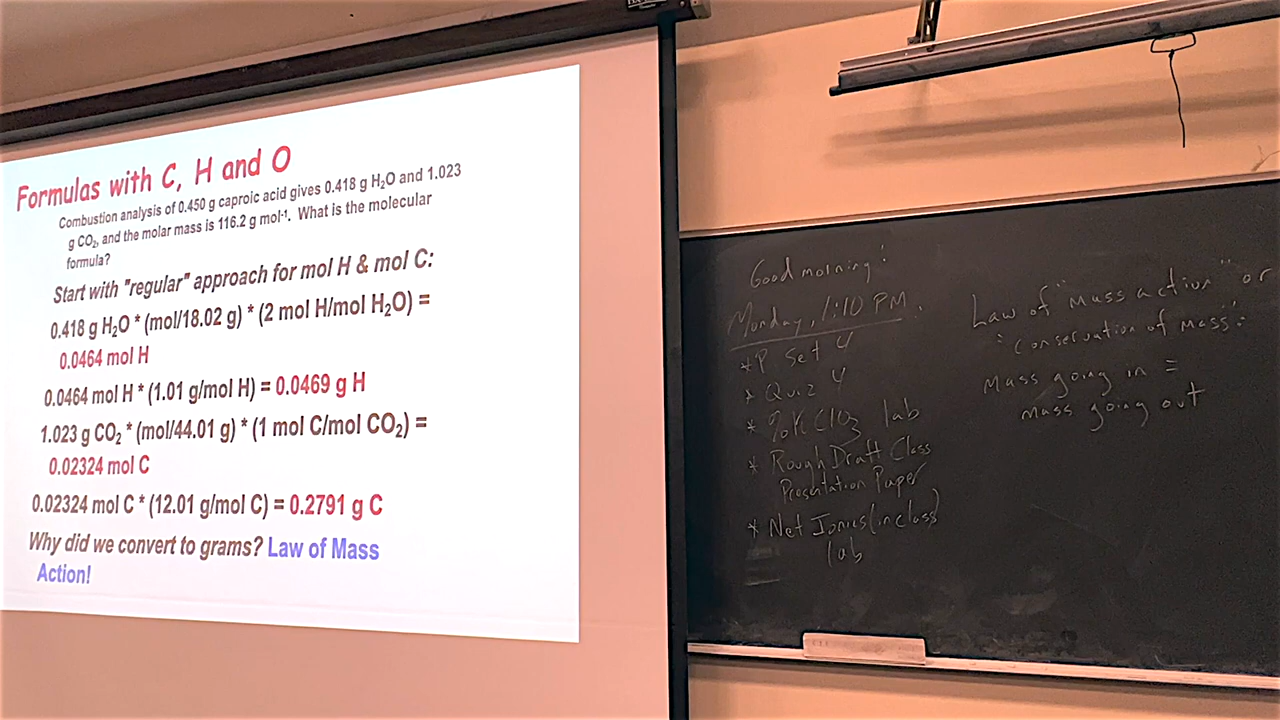 Formulas with C, H and O
Combustion analysis of 0.450 g caproic acid gives 0.418 g H₂O and 1.023
g CO₂, and the molar mass is 116.2 g mol⁻¹. What is the molecular
formula?
Start with "regular" approach for mol H & mol C:
0.418 g H₂O * (mol/18.02 g) * (2 mol H/mol H₂O) =
0.0464 mol H
0.0464 mol H * (1.01 g/mol H) = 0.0469 g H
1.023 g CO₂ * (mol/44.01 g) * (1 mol C/mol CO₂) =
0.02324 mol C
0.02324 mol C * (12.01 g/mol C) = 0.2791 g C
Why did we convert to grams? Law of Mass
Action!
Good morning!
Monday, 1:10 PM:
* P Set 4
* Quiz 4
* % KClO₃ lab
* Rough Draft Class
Presentation Paper
* Net Ionics (in class)
lab
Law of "mass action" or
"conservation of mass":
Mass going in =
mass going out